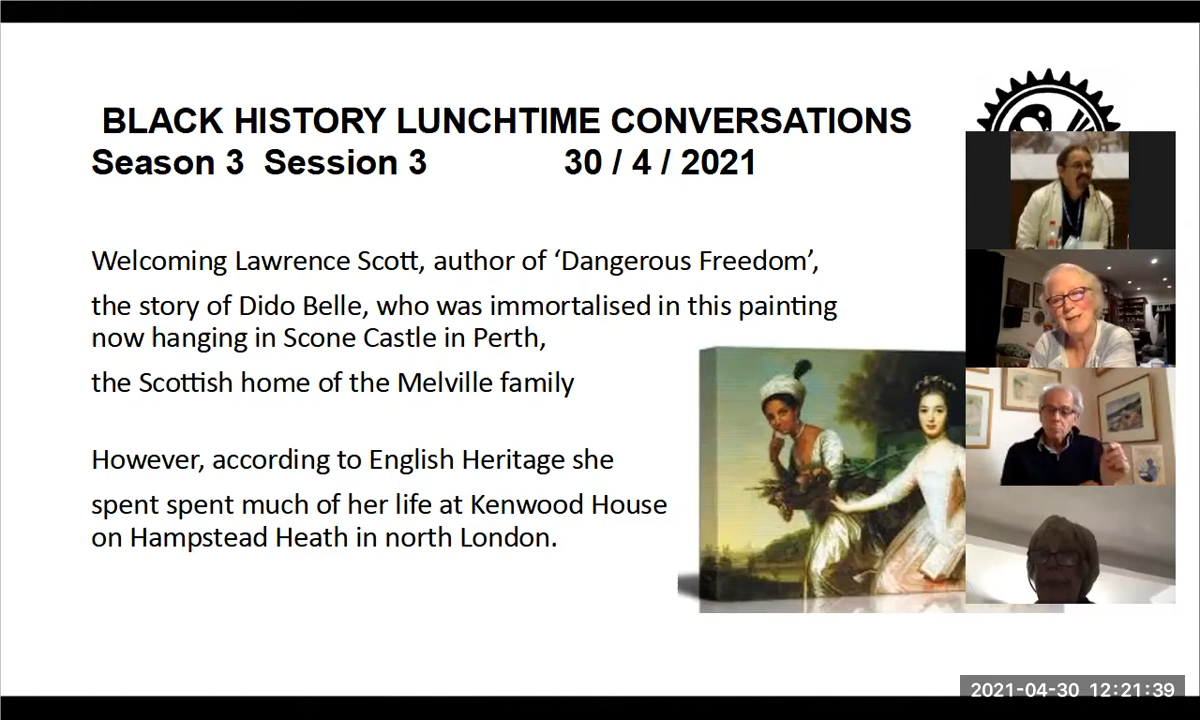 BLACK HISTORY LUNCHTIME CONVERSATIONS
Season 3 Session 3 30 / 4 / 2021
Welcoming Lawrence Scott, author of ‘Dangerous Freedom’,
the story of Dido Belle, who was immortalised in this painting
now hanging in Scone Castle in Perth,
the Scottish home of the Melville family
However, according to English Heritage she
spent spent much of her life at Kenwood House
on Hampstead Heath in north London.
2021-04-30 12:21:39